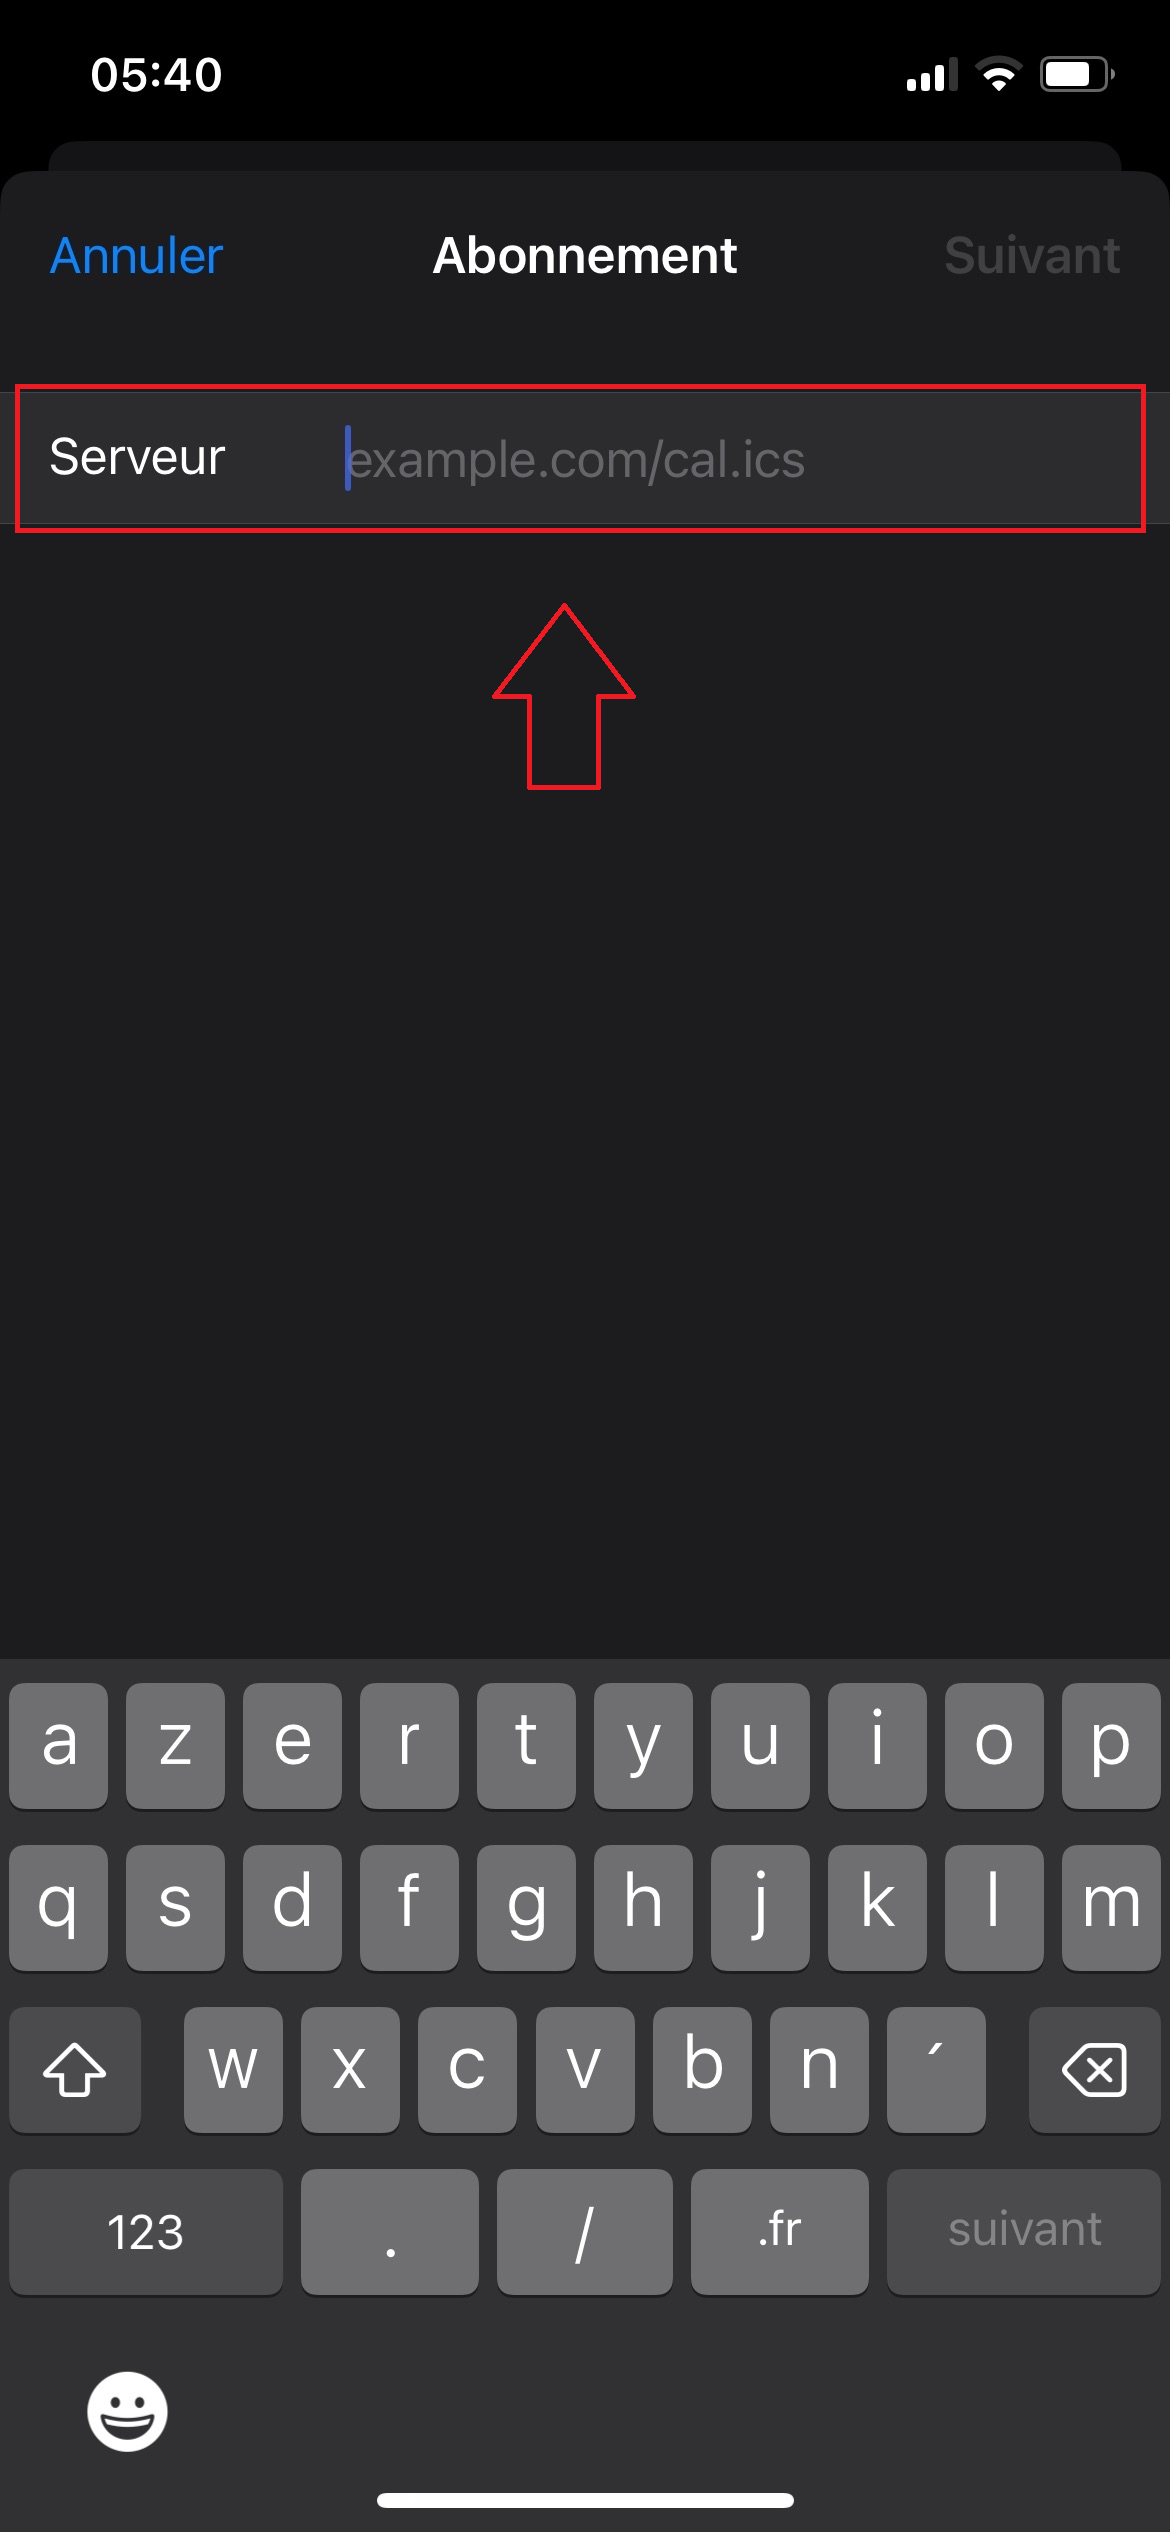 05:40
Annuler Abonnement Suivant
Serveur example.com/cal.ics
a z e r t y u i o p
q s d f g h j k l m
w x c v b n ´
123 . / .fr suivant